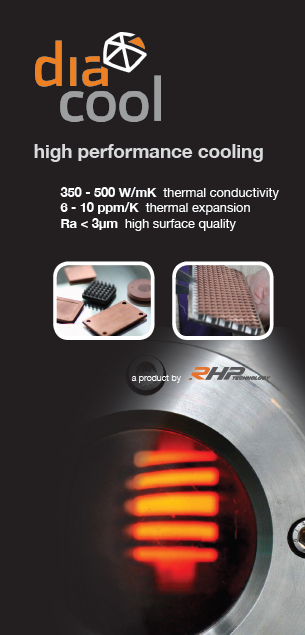 dia
cool
high performance cooling
350 - 500 W/mK thermal conductivity
6 - 10 ppm/K thermal expansion
Ra < 3µm high surface quality
a product by RHP TECHNOLOGY